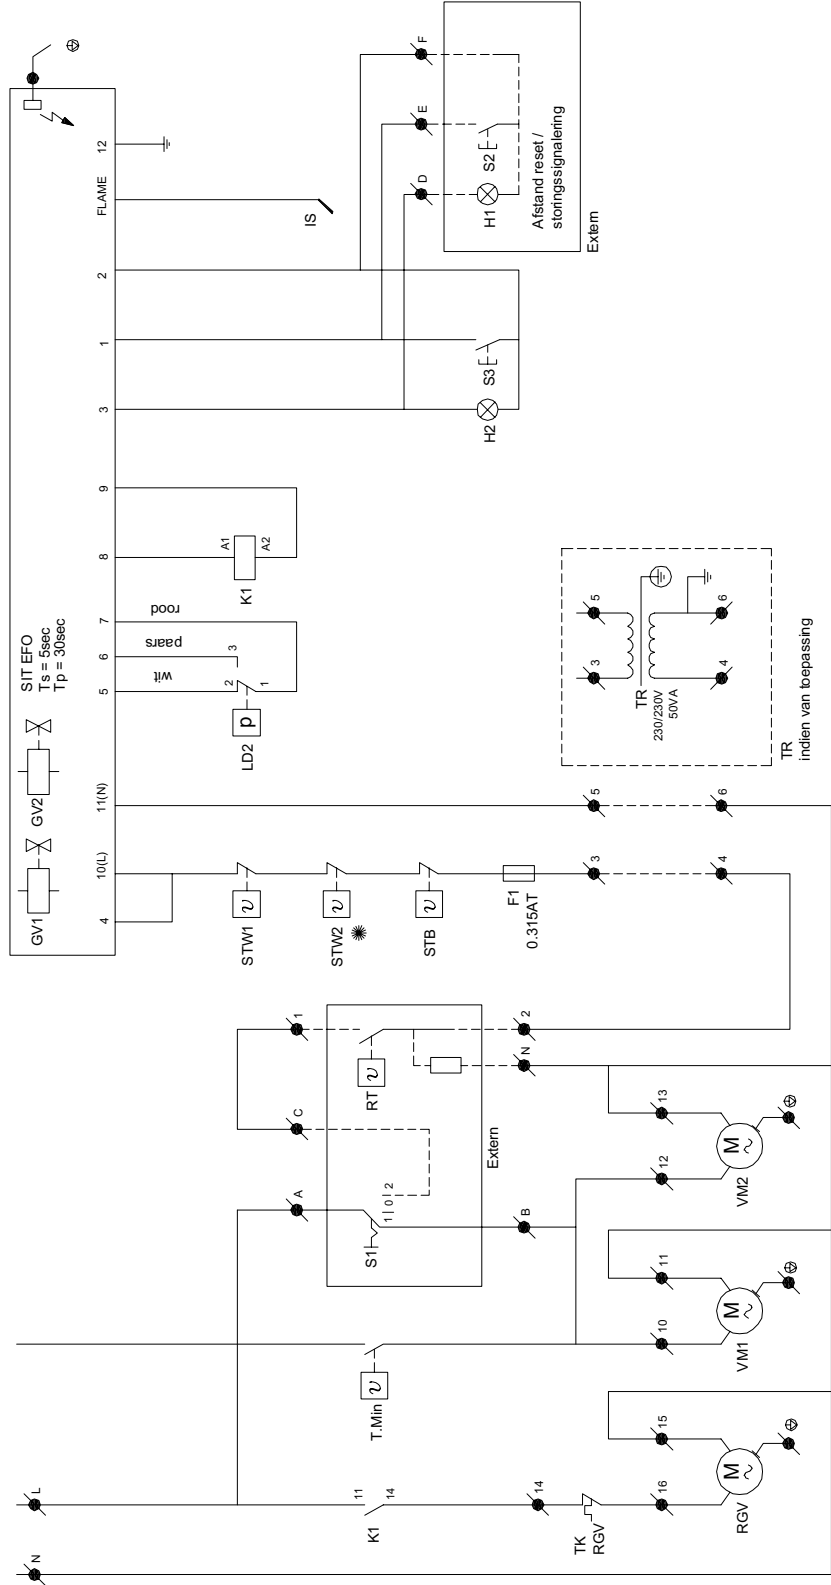 N
L
K1
11
14
14
TK
RGV
16
15
M
~
RGV
T.Min
υ
10
11
M
~
VM1
A
C
1
S1
1 0 2
RT
υ
Extern
B
N
2
12
13
M
~
VM2
GV1
GV2
SIT EFO
Ts = 5sec
Tp = 30sec
4
10(L)
11(N)
5
6
7
8
9
3
1
2
FLAME
12
wit
paars
rood
STW1
υ
STW2
υ
STB
υ
F1
0.315AT
3
5
4
6
LD2
p
2
3
1
K1
A1
A2
H2
S3
IS
D
E
F
H1
S2
Afstand reset /
storingssignalering
Extern
3
5
TR
230/230V
50VA
4
6
TR
indien van toepassing